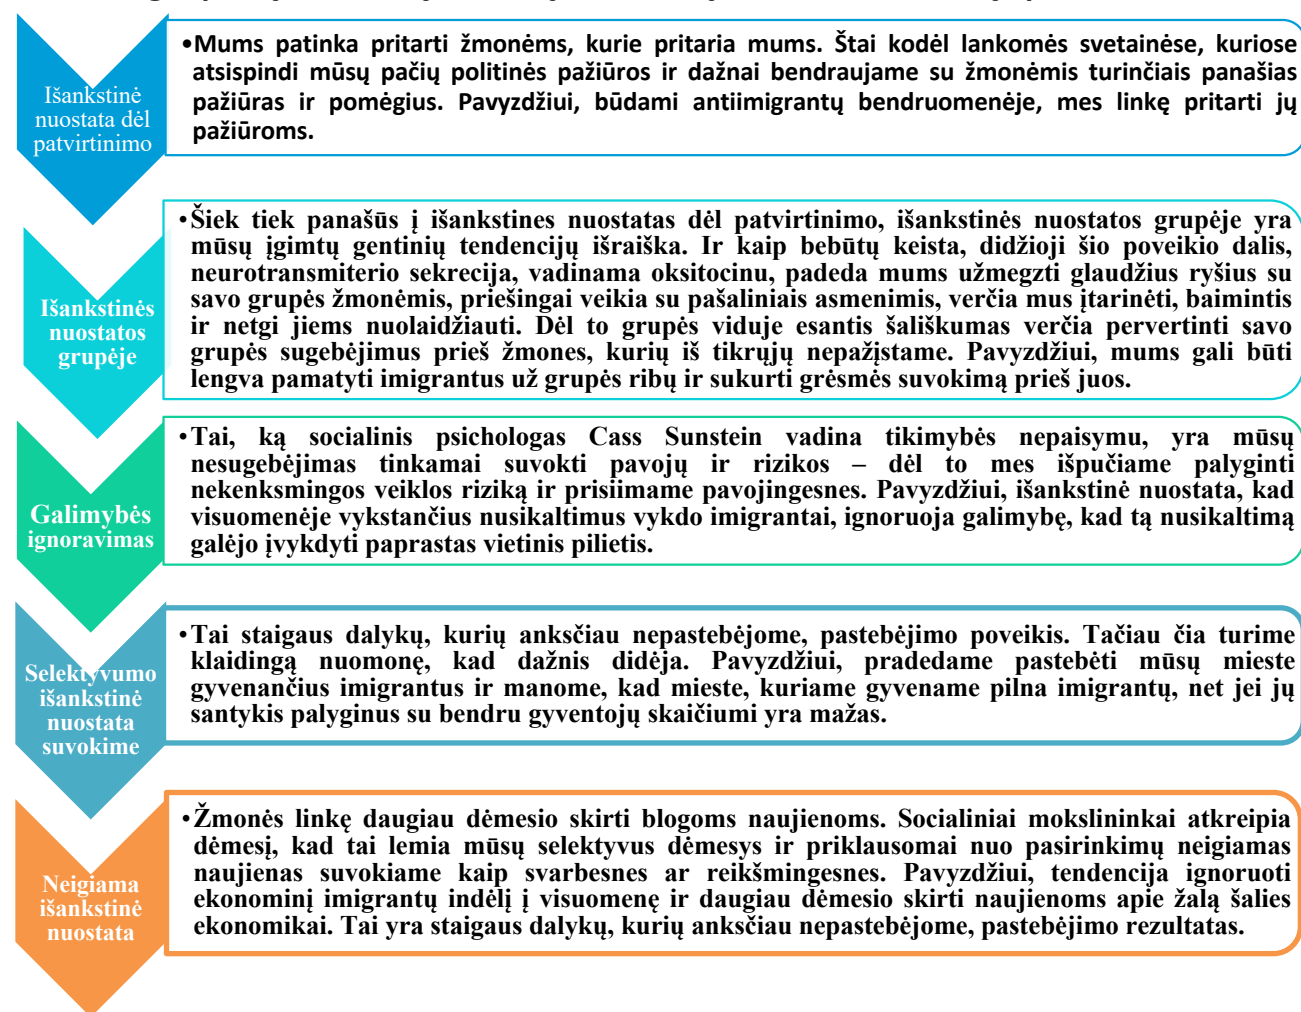 Išankstinė
nuostata dėl
patvirtinimo
•Mums patinka pritarti žmonėms, kurie pritaria mums. Štai kodėl lankomės svetainėse, kuriose
atsispindi mūsų pačių politinės pažiūros ir dažnai bendraujame su žmonėmis turinčiais panašias
pažiūras ir pomėgius. Pavyzdžiui, būdami antiimigrantų bendruomenėje, mes linkę pritarti jų
pažiūroms.
Išankstinės
nuostatos
grupėje
•Šiek tiek panašūs į išankstines nuostatas dėl patvirtinimo, išankstinės nuostatos grupėje yra
mūsų įgimtų gentinių tendencijų išraiška. Ir kaip bebūtų keista, didžioji šio poveikio dalis,
neurotransmiterio sekrecija, vadinama oksitocinu, padeda mums užmegzti glaudžius ryšius su
savo grupės žmonėmis, priešingai veikia su pašaliniais asmenimis, verčia mus įtarinėti, baimintis
ir netgi jiems nuolaidžiauti. Dėl to grupės viduje esantis šališkumas verčia pervertinti savo
grupės sugebėjimus prieš žmones, kurių iš tikrųjų nepažįstame. Pavyzdžiui, mums gali būti
lengva pamatyti imigrantus už grupės ribų ir sukurti grėsmės suvokimą prieš juos.
Galimybės
ignoravimas
•Tai, ką socialinis psichologas Cass Sunstein vadina tikimybės nepaisymu, yra mūsų
nesugebėjimas tinkamai suvokti pavojų ir rizikos – dėl to mes išpučiame palyginti
nekenksmingos veiklos riziką ir prisiimame pavojingesnes. Pavyzdžiui, išankstinė nuostata, kad
visuomenėje vykstančius nusikaltimus vykdo imigrantai, ignoruoja galimybę, kad tą nusikaltimą
galėjo įvykdyti paprastas vietinis pilietis.
Selektyvumo
išankstinė
nuostata
suvokime
•Tai staigaus dalykų, kurių anksčiau nepastebėjome, pastebėjimo poveikis. Tačiau čia turime
klaidingą nuomonę, kad dažnis didėja. Pavyzdžiui, pradedame pastebėti mūsų mieste
gyvenančius imigrantus ir manome, kad mieste, kuriame gyvename pilna imigrantų, net jei jų
santykis palyginus su bendru gyventojų skaičiumi yra mažas.
Neigiama
išankstinė
nuostata
•Žmonės linkę daugiau dėmesio skirti blogoms naujienoms. Socialiniai mokslininkai atkreipia
dėmesį, kad tai lemia mūsų selektyvus dėmesys ir priklausomai nuo pasirinkimų neigiamas
naujienas suvokiame kaip svarbesnes ar reikšmingesnes. Pavyzdžiui, tendencija ignoruoti
ekonominį imigrantų indėlį į visuomenę ir daugiau dėmesio skirti naujienoms apie žalą šalies
ekonomikai. Tai yra staigaus dalykų, kurių anksčiau nepastebėjome, pastebėjimo rezultatas.